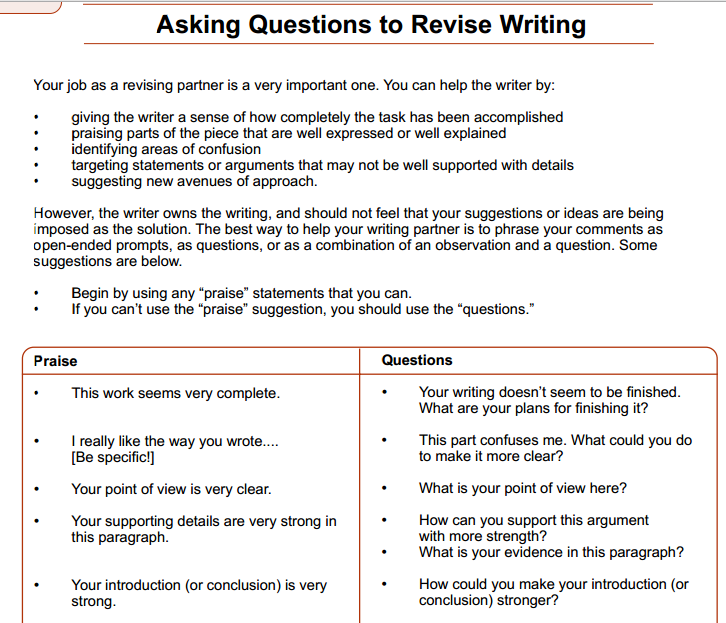 Asking Questions to Revise Writing
Your job as a revising partner is a very important one. You can help the writer by:
• giving the writer a sense of how completely the task has been accomplished
• praising parts of the piece that are well expressed or well explained
• identifying areas of confusion
• targeting statements or arguments that may not be well supported with details
• suggesting new avenues of approach.
However, the writer owns the writing, and should not feel that your suggestions or ideas are being
imposed as the solution. The best way to help your writing partner is to phrase your comments as
open-ended prompts, as questions, or as a combination of an observation and a question. Some
suggestions are below.
• Begin by using any “praise” statements that you can.
• If you can’t use the “praise” suggestion, you should use the “questions.”
Praise
• This work seems very complete.
• I really like the way you wrote....
[Be specific!]
• Your point of view is very clear.
• Your supporting details are very strong in
this paragraph.
• Your introduction (or conclusion) is very
strong.
Questions
• Your writing doesn’t seem to be finished.
What are your plans for finishing it?
• This part confuses me. What could you do
to make it more clear?
• What is your point of view here?
• How can you support this argument
with more strength?
• What is your evidence in this paragraph?
• How could you make your introduction (or
conclusion) stronger?